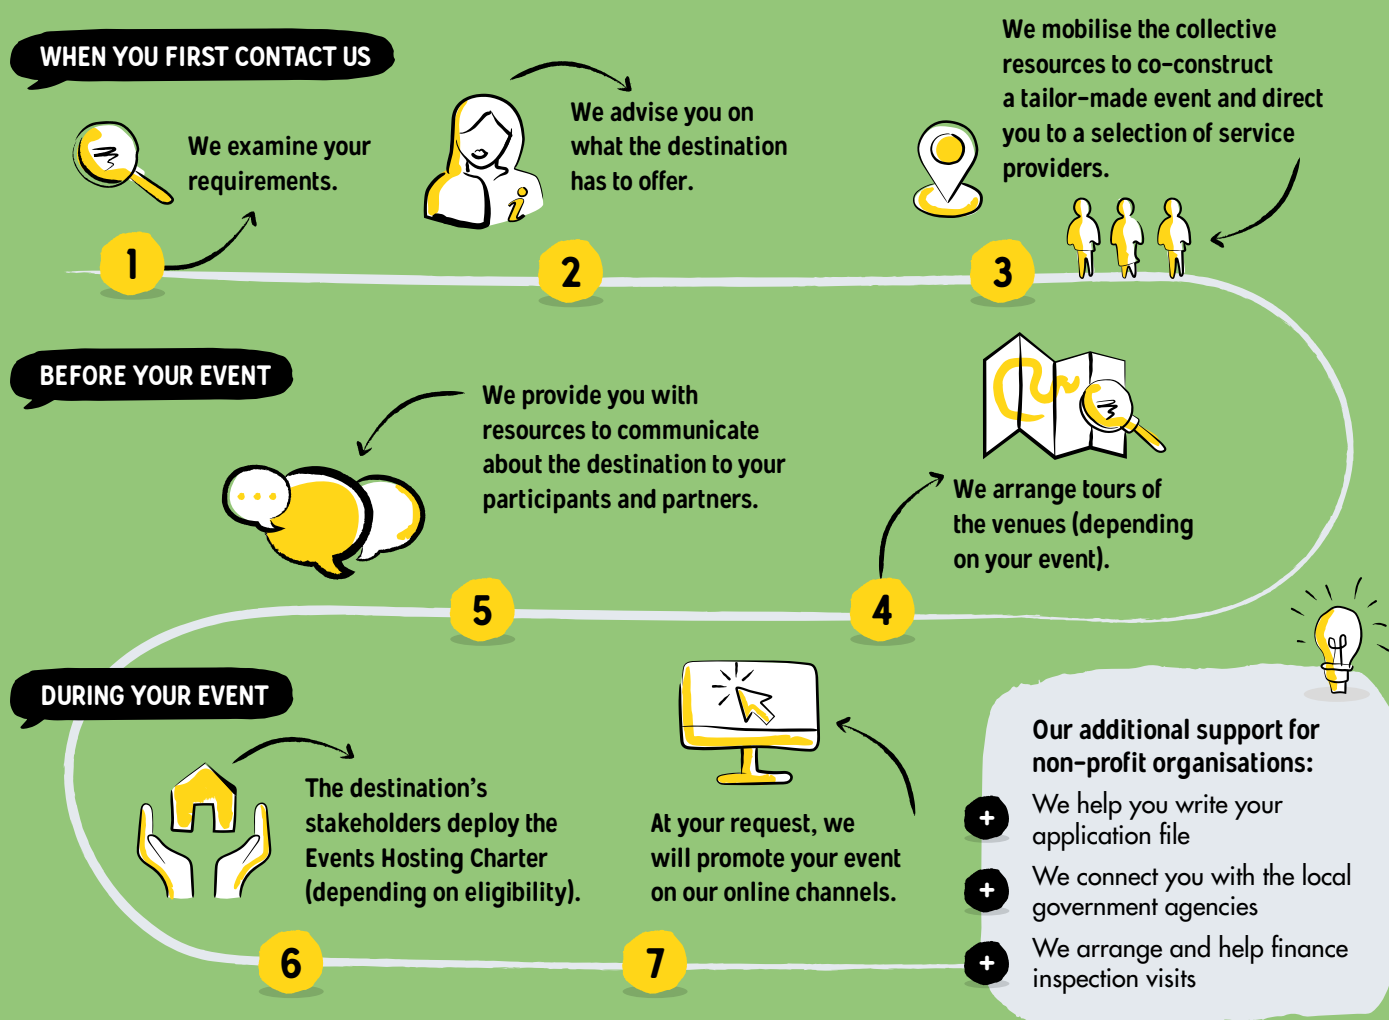 WHEN YOU FIRST CONTACT US
We examine your
requirements.
1
We advise you on
what the destination
has to offer.
2
We mobilise the collective
resources to co-construct
a tailor-made event and direct
you to a selection of service
providers.
3
BEFORE YOUR EVENT
We arrange tours of
the venues (depending
on your event).
4
We provide you with
resources to communicate
about the destination to your
participants and partners.
5
DURING YOUR EVENT
The destination's
stakeholders deploy the
Events Hosting Charter
(depending on eligibility).
6
At your request, we
will promote your event
on our online channels.
7
Our additional support for
non-profit organisations:
+ We help you write your
application file
+ We connect you with the local
government agencies
+ We arrange and help finance
inspection visits